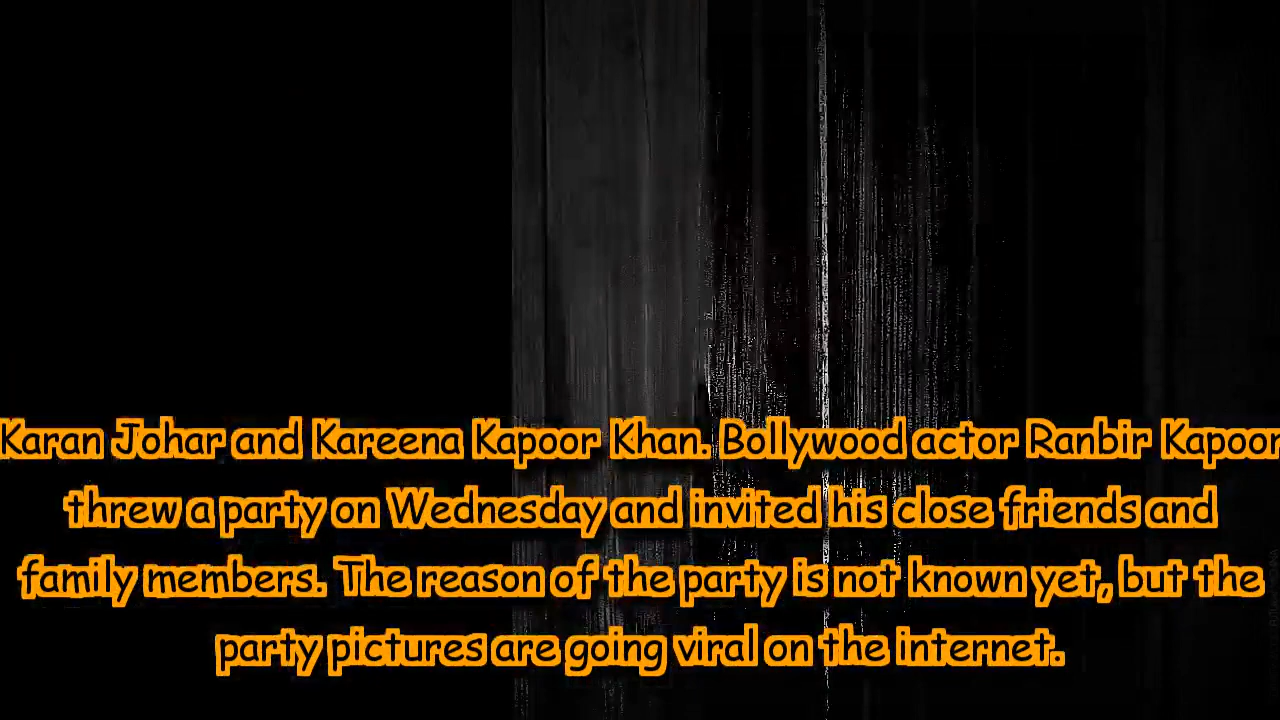 Karan Johar and Kareena Kapoor Khan. Bollywood actor Ranbir Kapoor
threw a party on Wednesday and invited his close friends and
family members. The reason of the party is not known yet, but the
party pictures are going viral on the internet.